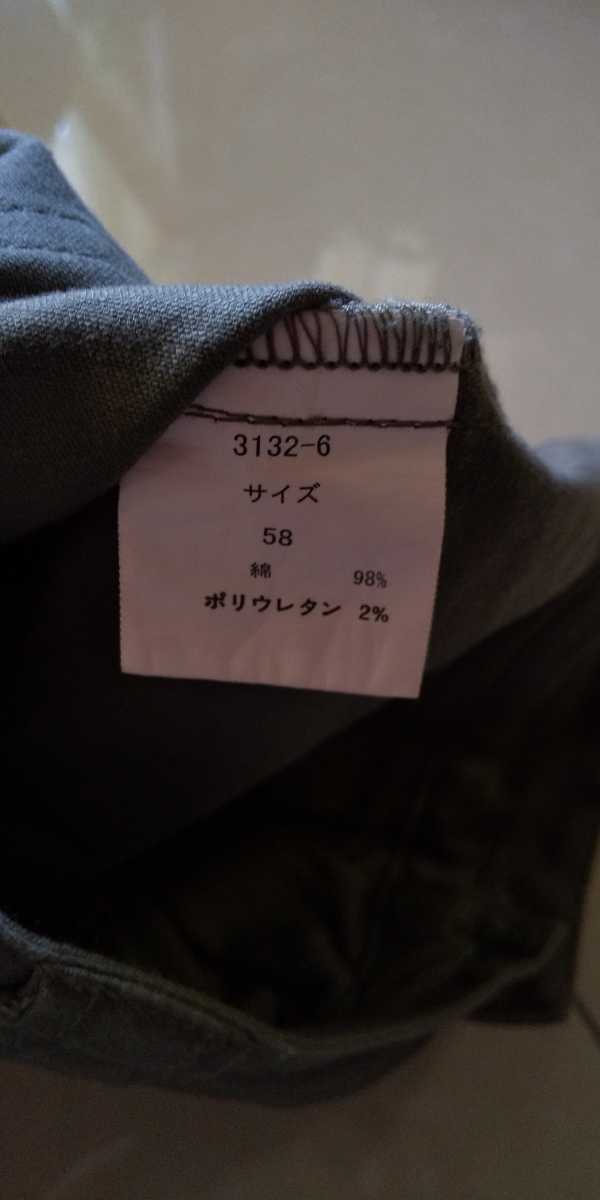 3132-6
サイズ
58
綿 98%
ポリウレタン 2%